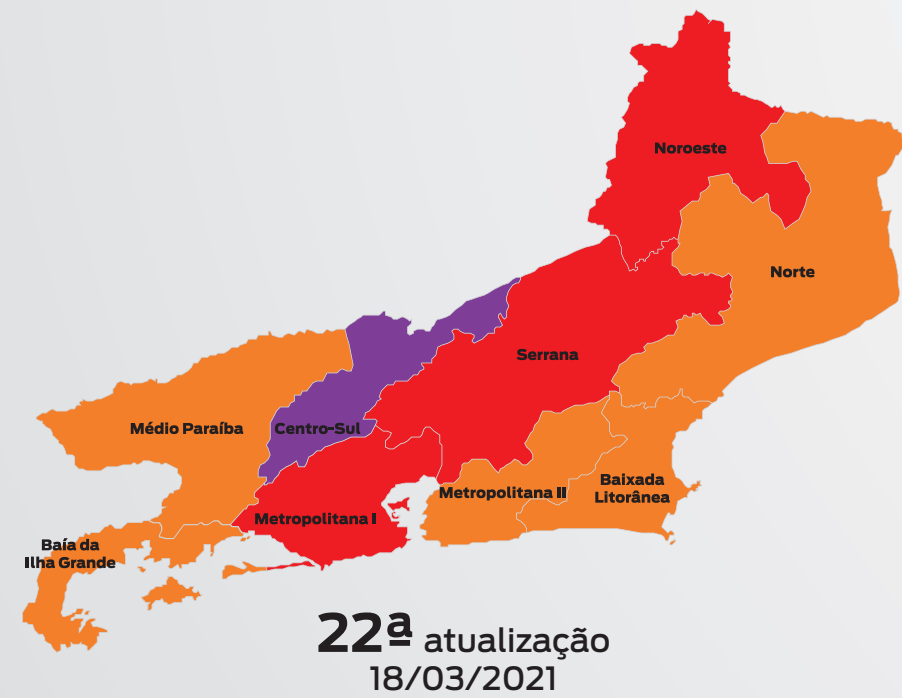 Noroeste
Norte
Serrana
Médio Paraíba
Centro-Sul
Metropolitana I
Metropolitana II
Baixada
Litorânea
Baía da
Ilha Grande
22ª atualização
18/03/2021